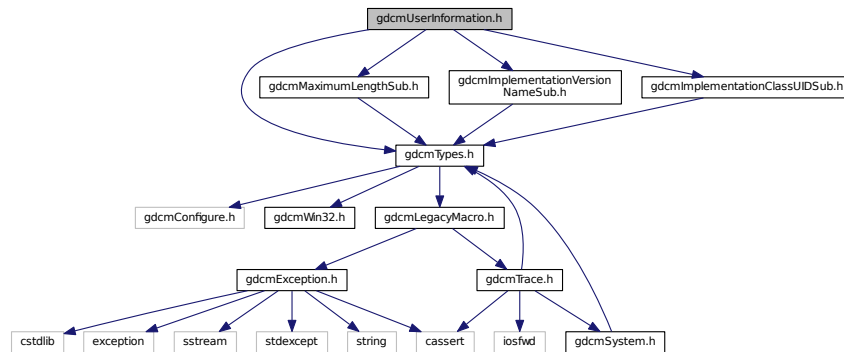 gdcmUserInformation.h
gdcmMaximumLengthSub.h
gdcmImplementationVersion
NameSub.h
gdcmImplementationClassUIDSub.h
gdcmTypes.h
gdcmConfigure.h
gdcmWin32.h
gdcmLegacyMacro.h
gdcmException.h
gdcmTrace.h
cstdlib
exception
sstream
stdexcept
string
cassert
iosfwd
gdcmSystem.h